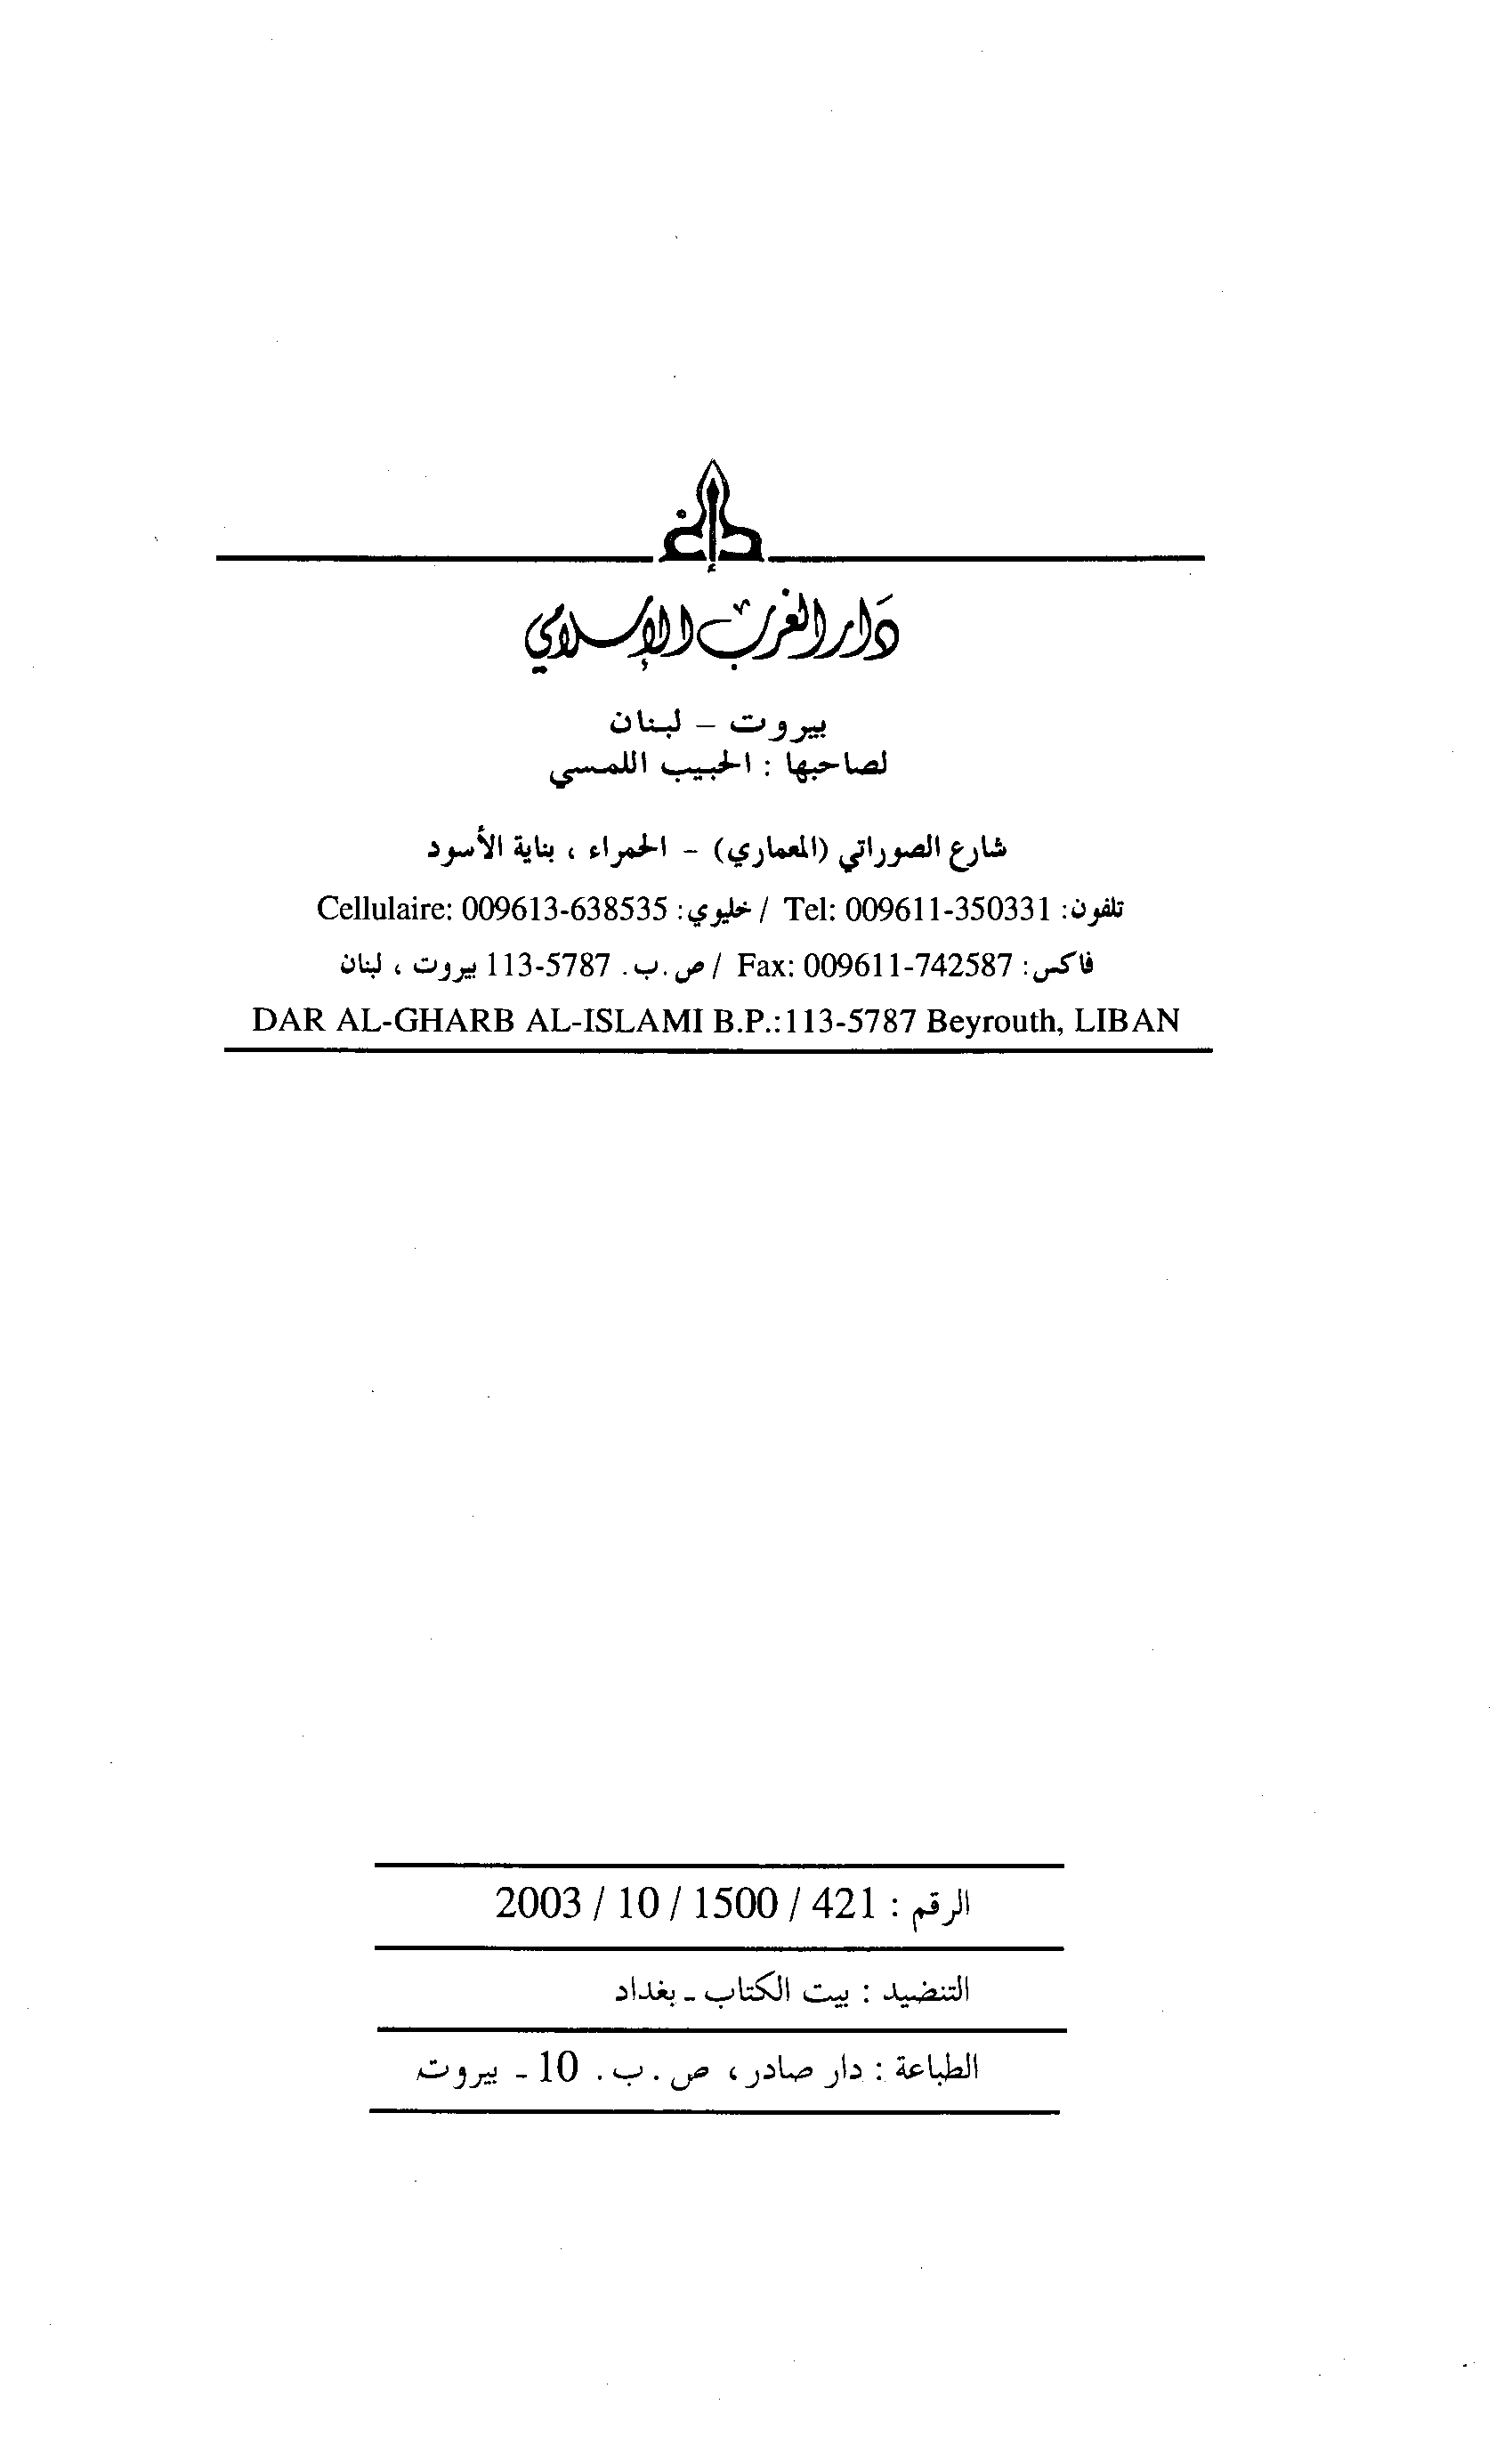 دَار الغرب الإسلامي
بيروت – لبنان
لصاحبها : الحبيب اللمسي
شارع الصوراتي (المعماري) – الحمراء ، بناية الأسود
تلفون: Tel: 009611-350331 / خليوي: Cellulaire: 009613-638535
فاكس: Fax: 009611-742587 / ص.ب. 113-5787 بيروت ، لبنان
DAR AL-GHARB AL-ISLAMI B.P.:113-5787 Beyrouth, LIBAN
الرقم : 421 / 1500 / 10 / 2003
التنضيد : بيت الكتاب - بغداد
الطباعة : دار صادر، ص.ب. 10 - بيروت